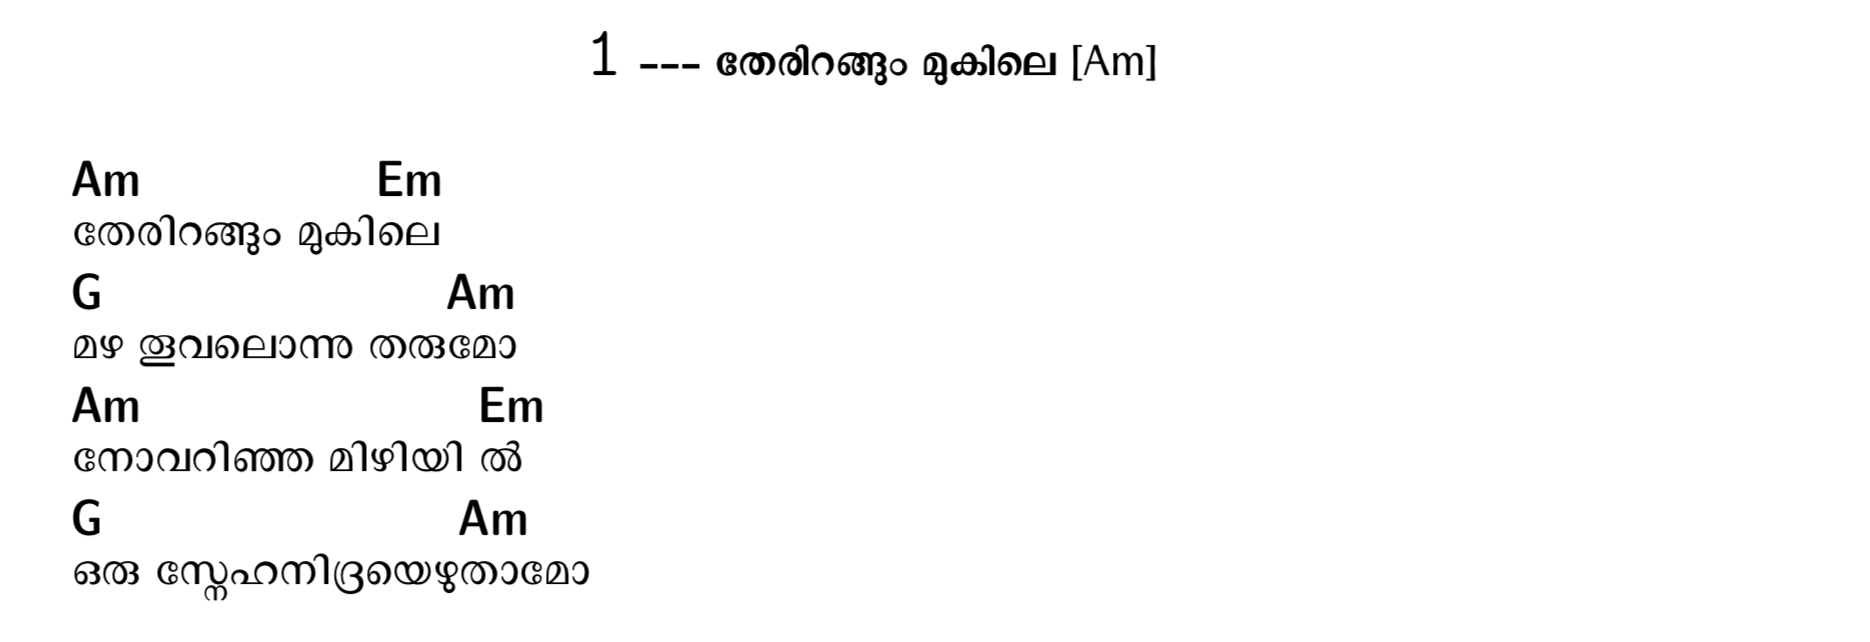 1 --- തേരിറങ്ങും മുകിലെ [Am]
Am Em
തേരിറങ്ങും മുകിലെ
G Am
മഴ തൂവലൊന്നു തരുമോ
Am Em
നോവറിഞ്ഞ മിഴിയി ൽ
G Am
ഒരു സ്നേഹനിദ്രയെഴുതാമോ